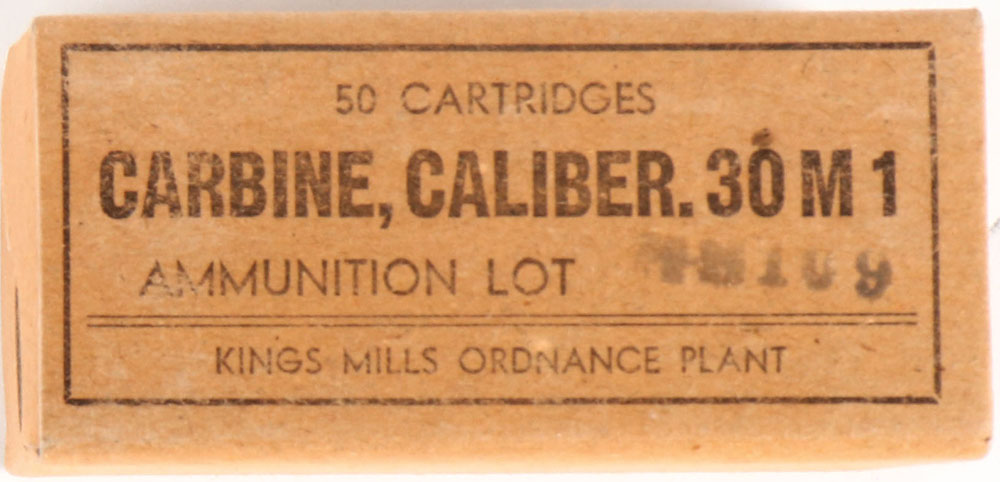 50 CARTRIDGES
CARBINE, CALIBER .30 M 1
AMMUNITION LOT
KINGS MILLS ORDNANCE PLANT